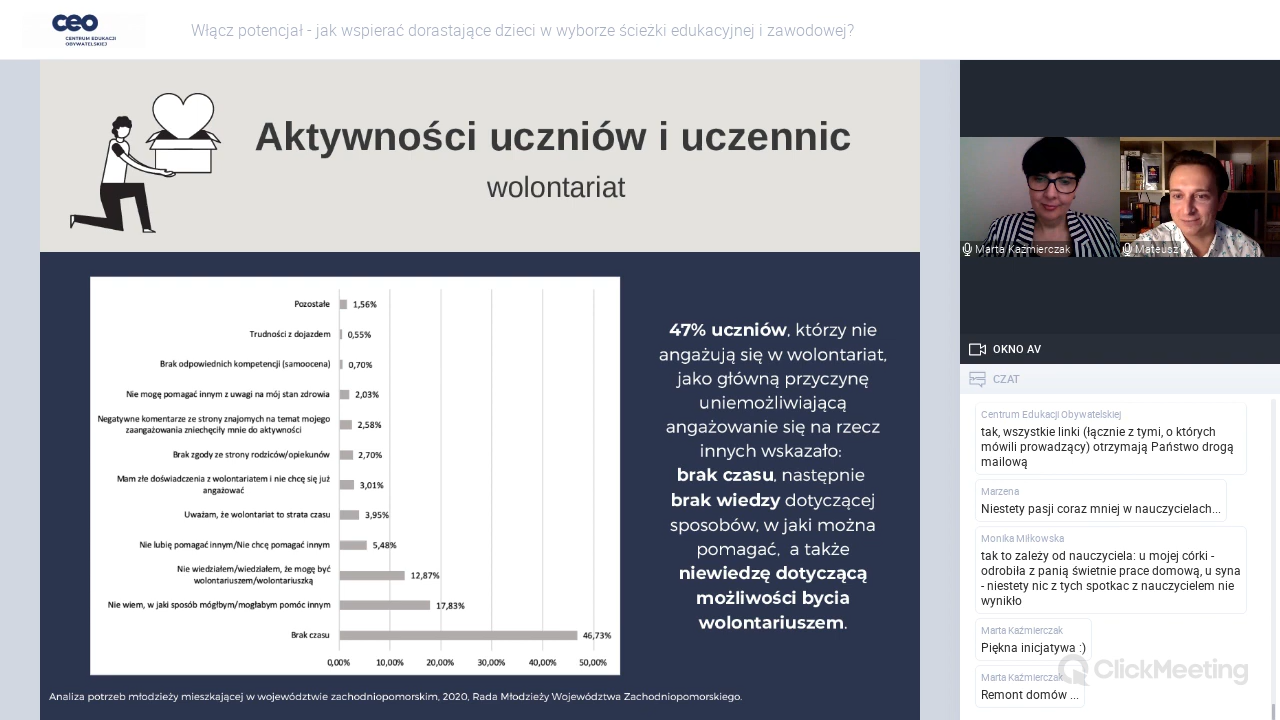 ceo
CENTRUM EDUKACJI
OBYWATELSKIEJ
Włącz potencjał - jak wspierać dorastające dzieci w wyborze ścieżki edukacyjnej i zawodowej?
Aktywności uczniów i uczennic
wolontariat
Pozostałe 1,56%
Trudności z dojazdem 0,55%
Brak odpowiednich kompetencji (samoocena) 0,70%
Nie mogę pomagać innym z uwagi na mój stan zdrowia 2,03%
Negatywne komentarze ze strony znajomych na temat mojego
zaangażowania zniechęciły mnie do aktywności 2,58%
Brak zgody ze strony rodziców/opiekunów 2,70%
Mam złe doświadczenia z wolontariatem i nie chcę się już
angażować 3,01%
Uważam, że wolontariat to strata czasu 3,95%
Nie lubię pomagać innym/Nie chcę pomagać innym 5,48%
Nie wiedziałem/wiedziałem, że mogę być
wolontariuszem/wolontariuszką 12,87%
Nie wiem, w jaki sposób mógłbym/mogłabym pomóc innym 17,83%
Brak czasu 46,73%
0,00% 10,00% 20,00% 30,00% 40,00% 50,00%
47% uczniów, którzy nie
angażują się w wolontariat,
jako główną przyczynę
uniemożliwiającą
angażowanie się na rzecz
innych wskazało:
brak czasu, następnie
brak wiedzy dotyczącej
sposobów, w jaki można
pomagać, a także
niewiedzę dotyczącą
możliwości bycia
wolontariuszem.
Analiza potrzeb młodzieży mieszkającej w województwie zachodniopomorskim, 2020, Rada Młodzieży Województwa Zachodniopomorskiego.
Marta Kaźmierczak
Mateusz
OKNO AV
CZAT
Centrum Edukacji Obywatelskiej
tak, wszystkie linki (łącznie z tymi, o których
mówili prowadzący) otrzymają Państwo drogą
mailową
Marzena
Niestety pasji coraz mniej w nauczycielach...
Monika Miłkowska
tak to zależy od nauczyciela: u mojej córki -
odrobiła z panią świetnie prace domową, u syna
- niestety nic z tych spotkac z nauczycielem nie
wynikło
Marta Kaźmierczak
Piękna inicjatywa :)
Marta Kaźmierczak
Remont domów ...
ClickMeeting